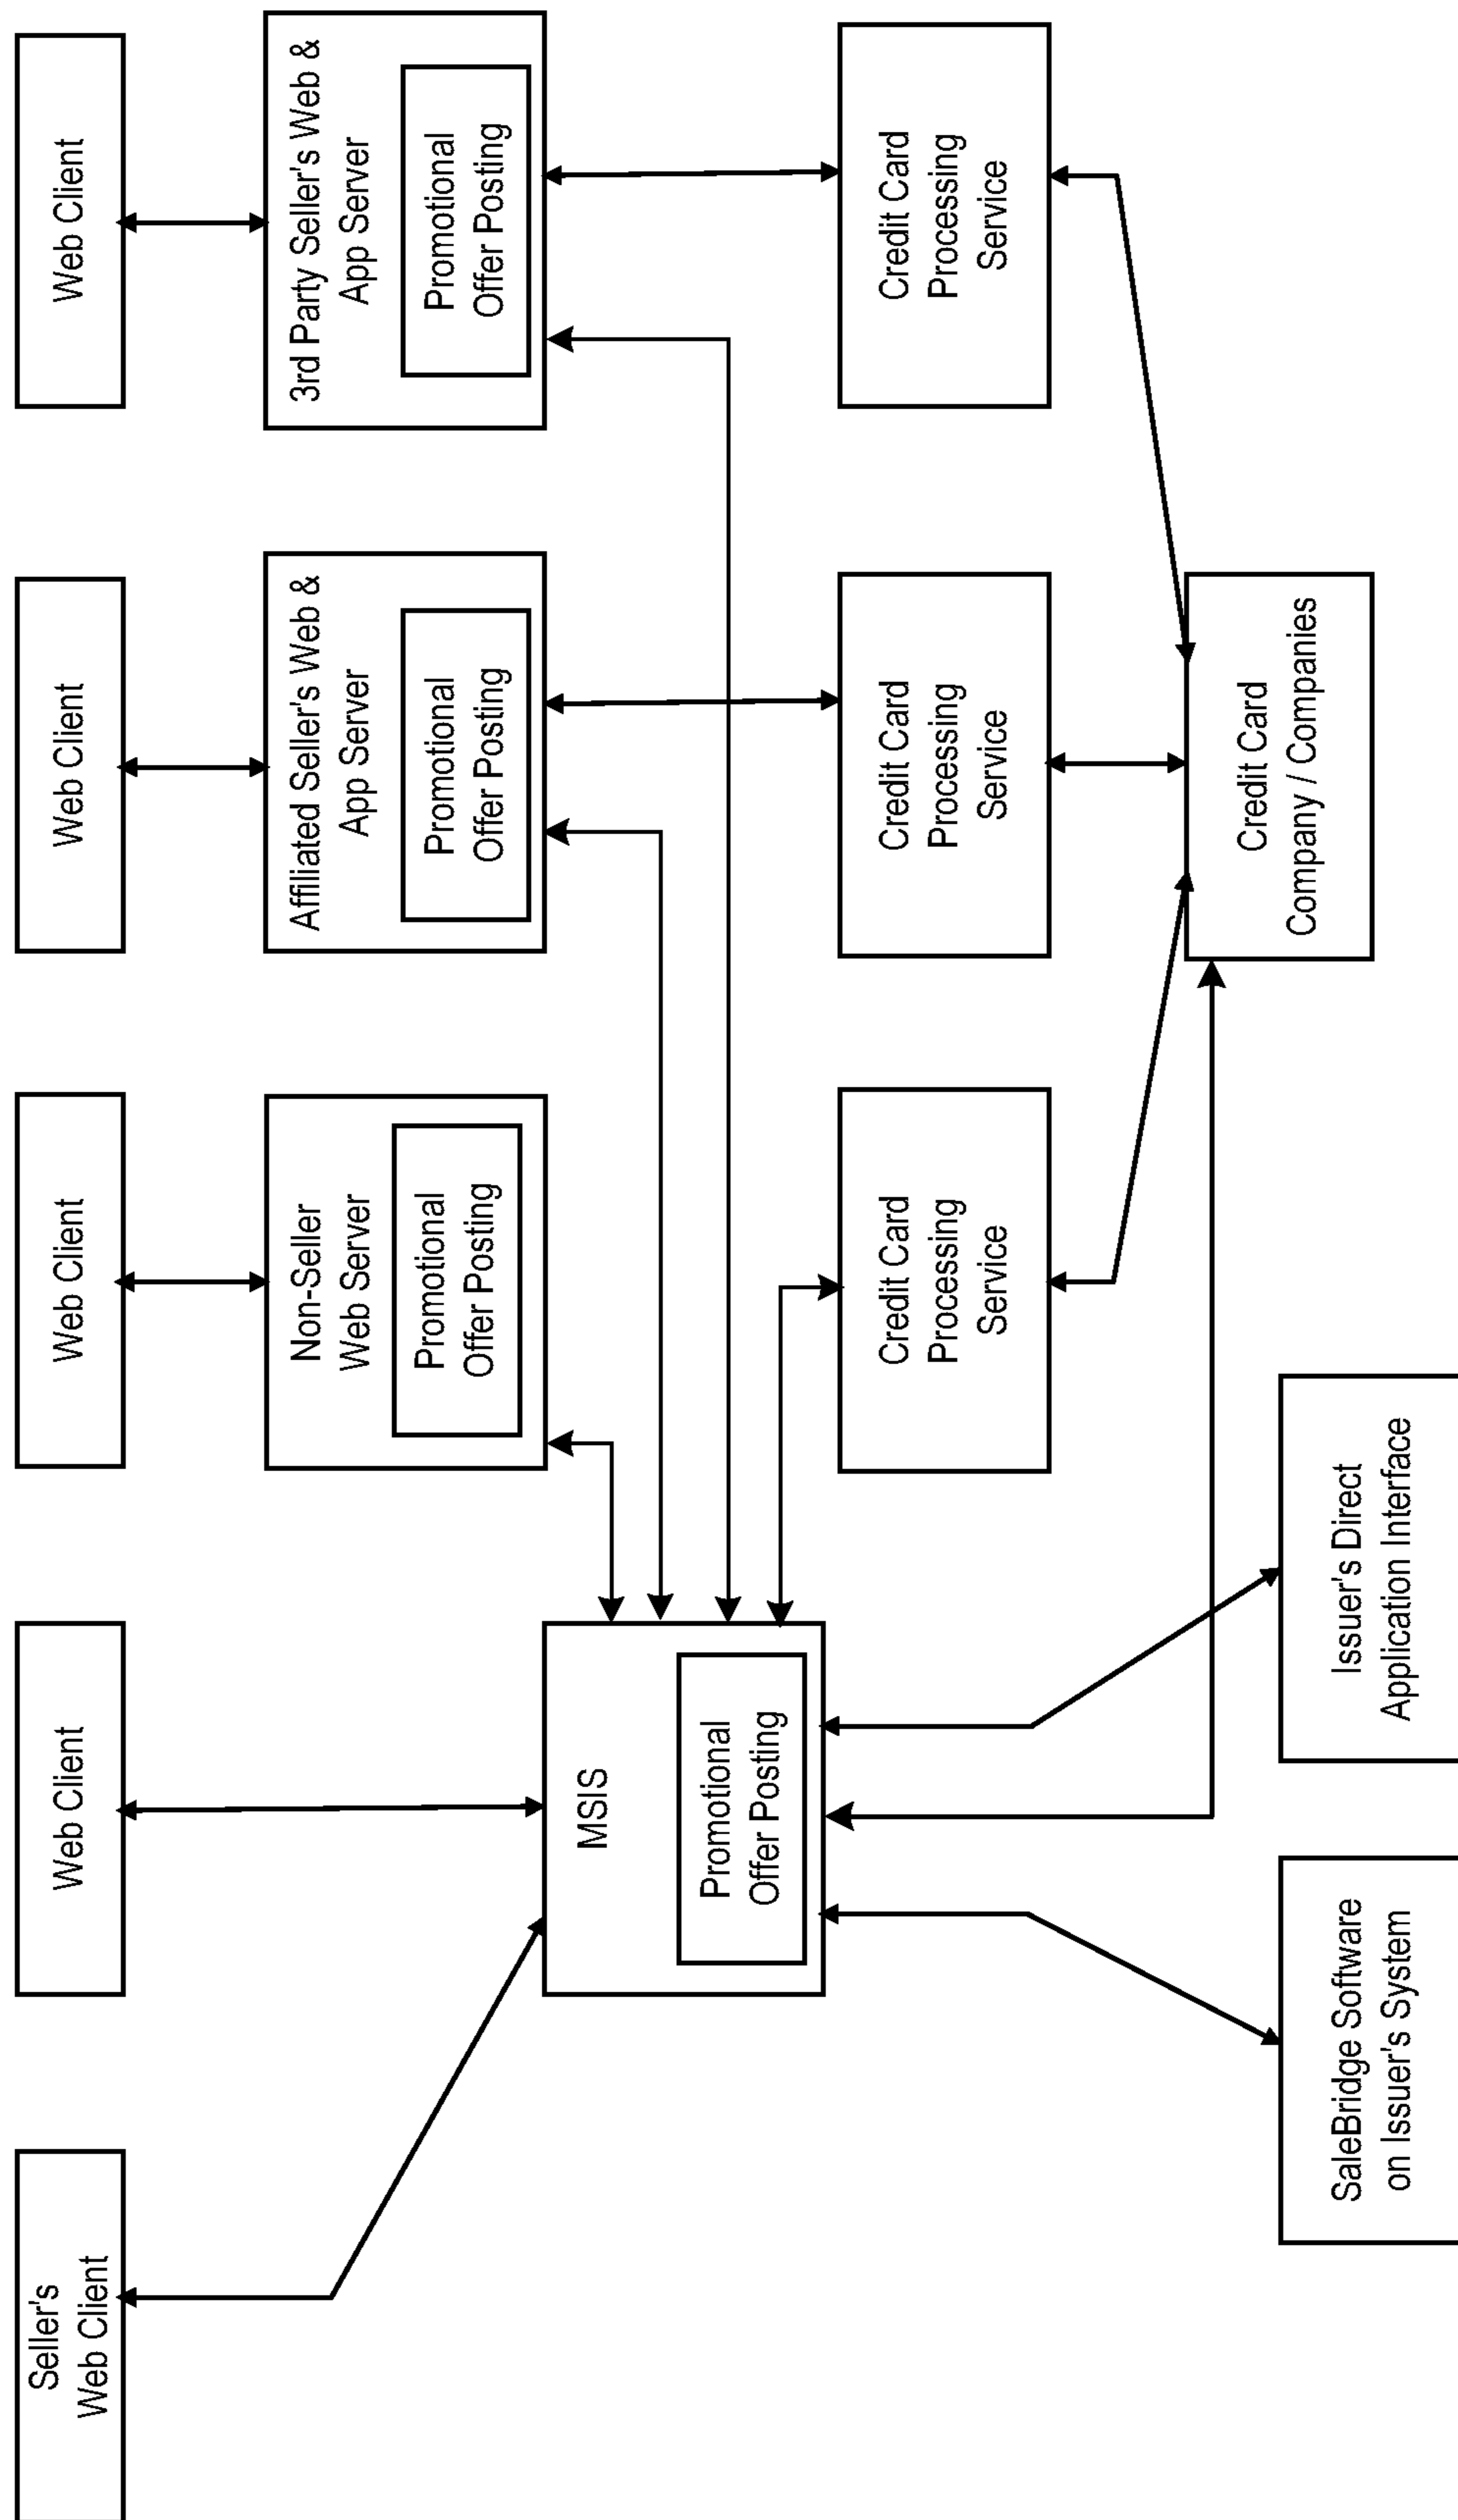 Seller's
Web Client
Web Client
Web Client
Web Client
Web Client
Non-Seller
Web Server
Promotional
Offer Posting
Affiliated Seller's Web &
App Server
Promotional
Offer Posting
3rd Party Seller's Web &
App Server
Promotional
Offer Posting
MSIS
Promotional
Offer Posting
Credit Card
Processing
Service
Credit Card
Processing
Service
Credit Card
Processing
Service
Credit Card
Company / Companies
SaleBridge Software
on Issuer's System
Issuer's Direct
Application Interface